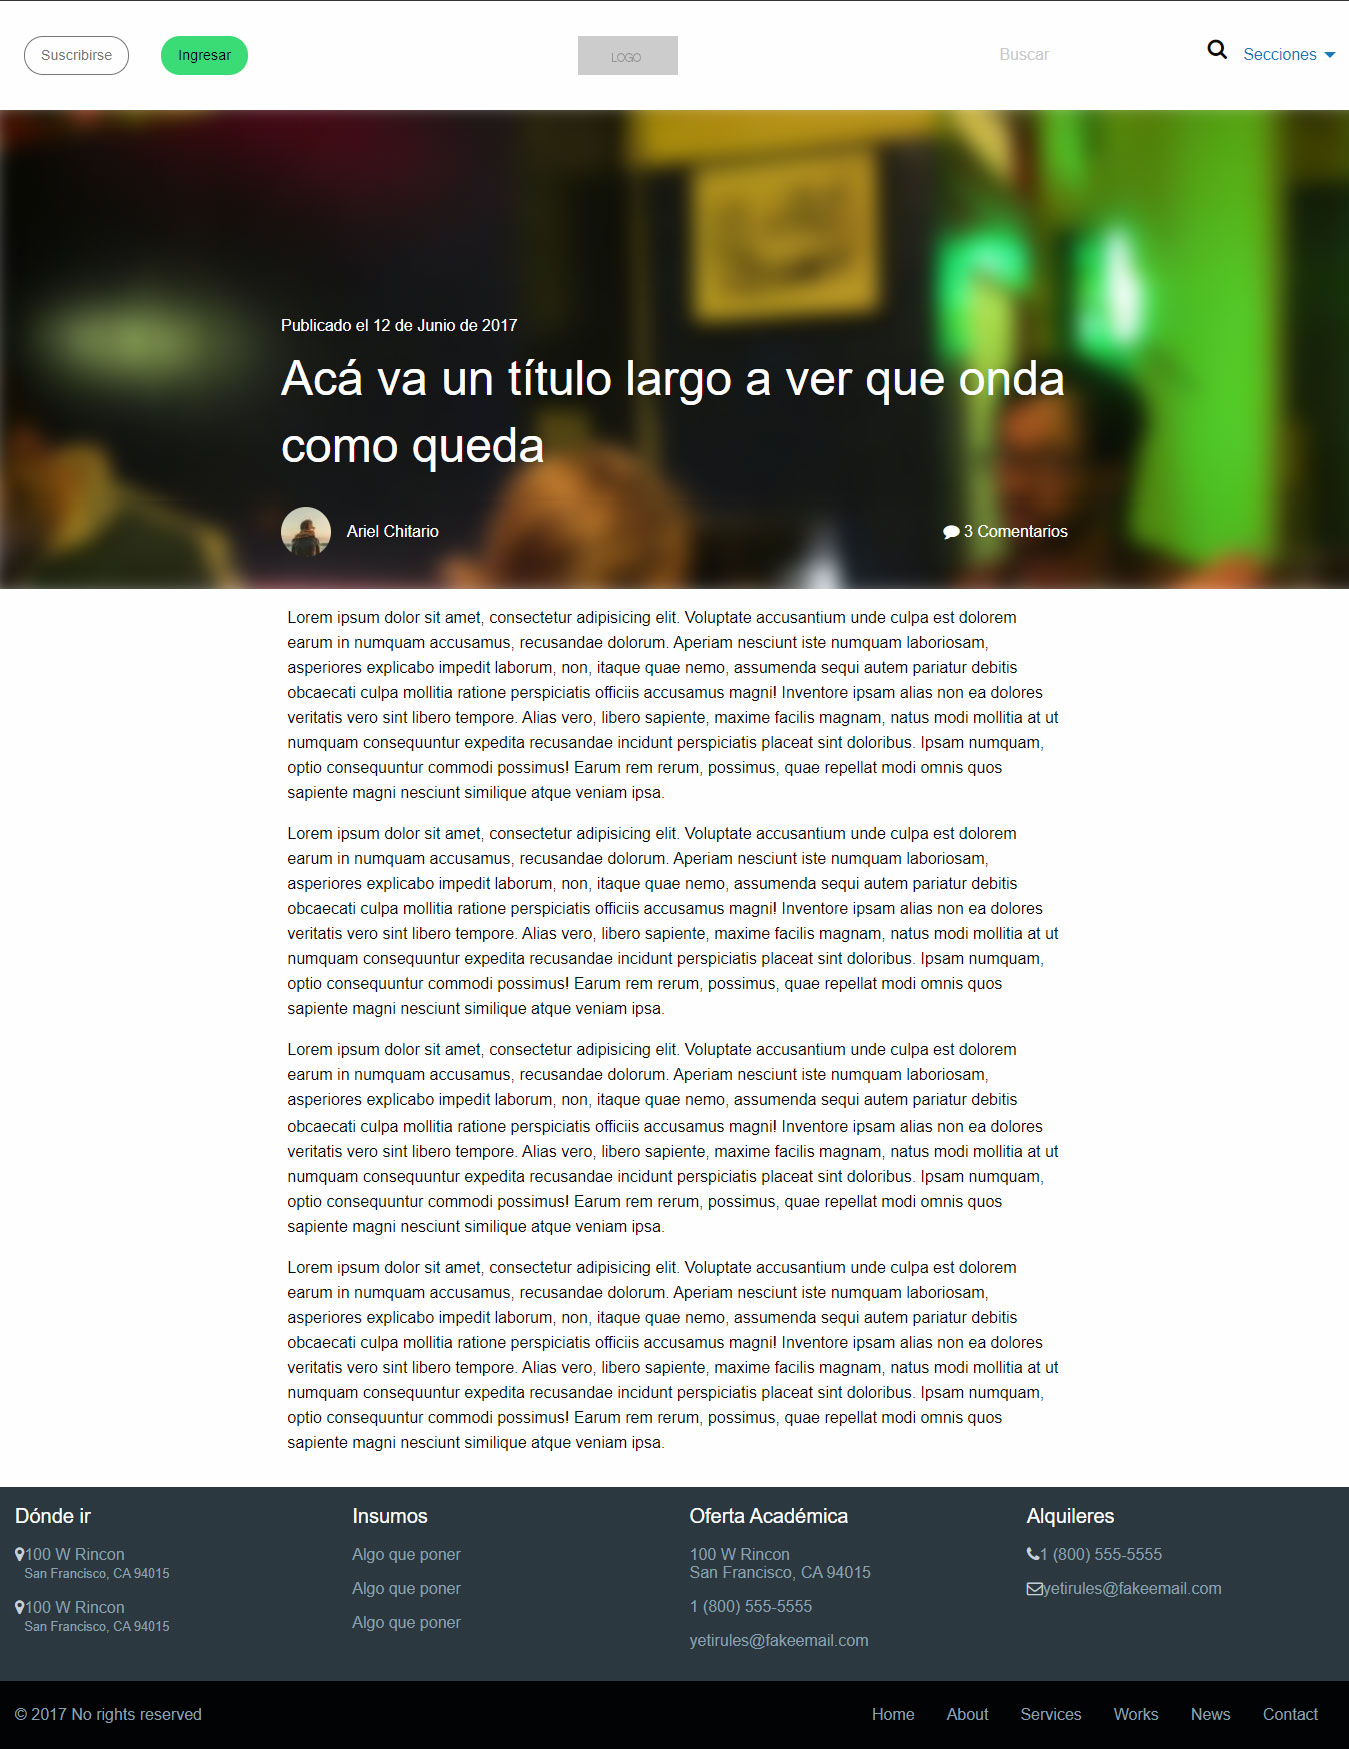 Suscribirse
Ingresar
LOGO
Buscar
Secciones
Publicado el 12 de Junio de 2017
Acá va un título largo a ver que onda
como queda
Ariel Chitario
3 Comentarios
Lorem ipsum dolor sit amet, consectetur adipisicing elit. Voluptate accusantium unde culpa est dolorem
earum in numquam accusamus, recusandae dolorum. Aperiam nesciunt iste numquam laboriosam,
asperiores explicabo impedit laborum, non, itaque quae nemo, assumenda sequi autem pariatur debitis
obcaecati culpa mollitia ratione perspiciatis officiis accusamus magni! Inventore ipsam alias non ea dolores
veritatis vero sint libero tempore. Alias vero, libero sapiente, maxime facilis magnam, natus modi mollitia at ut
numquam consequuntur expedita recusandae incidunt perspiciatis placeat sint doloribus. Ipsam numquam,
optio consequuntur commodi possimus! Earum rem rerum, possimus, quae repellat modi omnis quos
sapiente magni nesciunt similique atque veniam ipsa.
Lorem ipsum dolor sit amet, consectetur adipisicing elit. Voluptate accusantium unde culpa est dolorem
earum in numquam accusamus, recusandae dolorum. Aperiam nesciunt iste numquam laboriosam,
asperiores explicabo impedit laborum, non, itaque quae nemo, assumenda sequi autem pariatur debitis
obcaecati culpa mollitia ratione perspiciatis officiis accusamus magni! Inventore ipsam alias non ea dolores
veritatis vero sint libero tempore. Alias vero, libero sapiente, maxime facilis magnam, natus modi mollitia at ut
numquam consequuntur expedita recusandae incidunt perspiciatis placeat sint doloribus. Ipsam numquam,
optio consequuntur commodi possimus! Earum rem rerum, possimus, quae repellat modi omnis quos
sapiente magni nesciunt similique atque veniam ipsa.
Lorem ipsum dolor sit amet, consectetur adipisicing elit. Voluptate accusantium unde culpa est dolorem
earum in numquam accusamus, recusandae dolorum. Aperiam nesciunt iste numquam laboriosam,
asperiores explicabo impedit laborum, non, itaque quae nemo, assumenda sequi autem pariatur debitis
obcaecati culpa mollitia ratione perspiciatis officiis accusamus magni! Inventore ipsam alias non ea dolores
veritatis vero sint libero tempore. Alias vero, libero sapiente, maxime facilis magnam, natus modi mollitia at ut
numquam consequuntur expedita recusandae incidunt perspiciatis placeat sint doloribus. Ipsam numquam,
optio consequuntur commodi possimus! Earum rem rerum, possimus, quae repellat modi omnis quos
sapiente magni nesciunt similique atque veniam ipsa.
Lorem ipsum dolor sit amet, consectetur adipisicing elit. Voluptate accusantium unde culpa est dolorem
earum in numquam accusamus, recusandae dolorum. Aperiam nesciunt iste numquam laboriosam,
asperiores explicabo impedit laborum, non, itaque quae nemo, assumenda sequi autem pariatur debitis
obcaecati culpa mollitia ratione perspiciatis officiis accusamus magni! Inventore ipsam alias non ea dolores
veritatis vero sint libero tempore. Alias vero, libero sapiente, maxime facilis magnam, natus modi mollitia at ut
numquam consequuntur expedita recusandae incidunt perspiciatis placeat sint doloribus. Ipsam numquam,
optio consequuntur commodi possimus! Earum rem rerum, possimus, quae repellat modi omnis quos
sapiente magni nesciunt similique atque veniam ipsa.
Dónde ir
100 W Rincon
San Francisco, CA 94015
100 W Rincon
San Francisco, CA 94015
Insumos
Algo que poner
Algo que poner
Algo que poner
Oferta Académica
100 W Rincon
San Francisco, CA 94015
1 (800) 555-5555
yetirules@fakeemail.com
Alquileres
1 (800) 555-5555
yetirules@fakeemail.com
© 2017 No rights reserved
Home
About
Services
Works
News
Contact